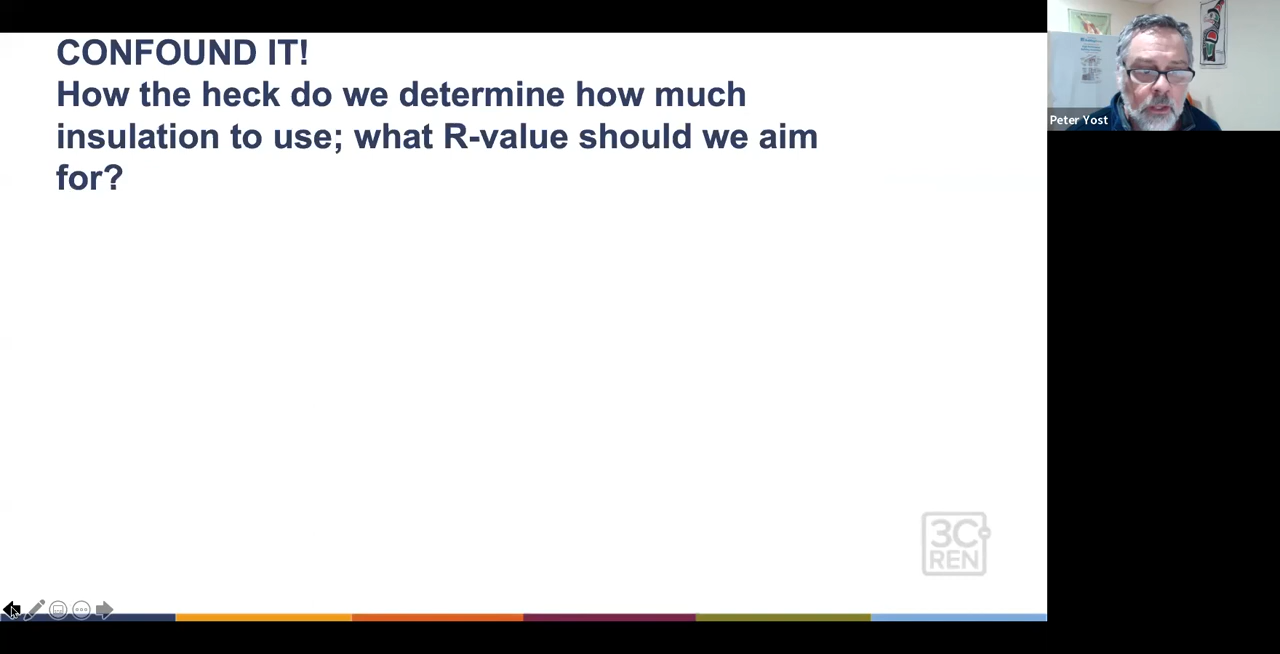 CONFOUND IT!
How the heck do we determine how much
insulation to use; what R-value should we aim
for?
Peter Yost
3C
REN